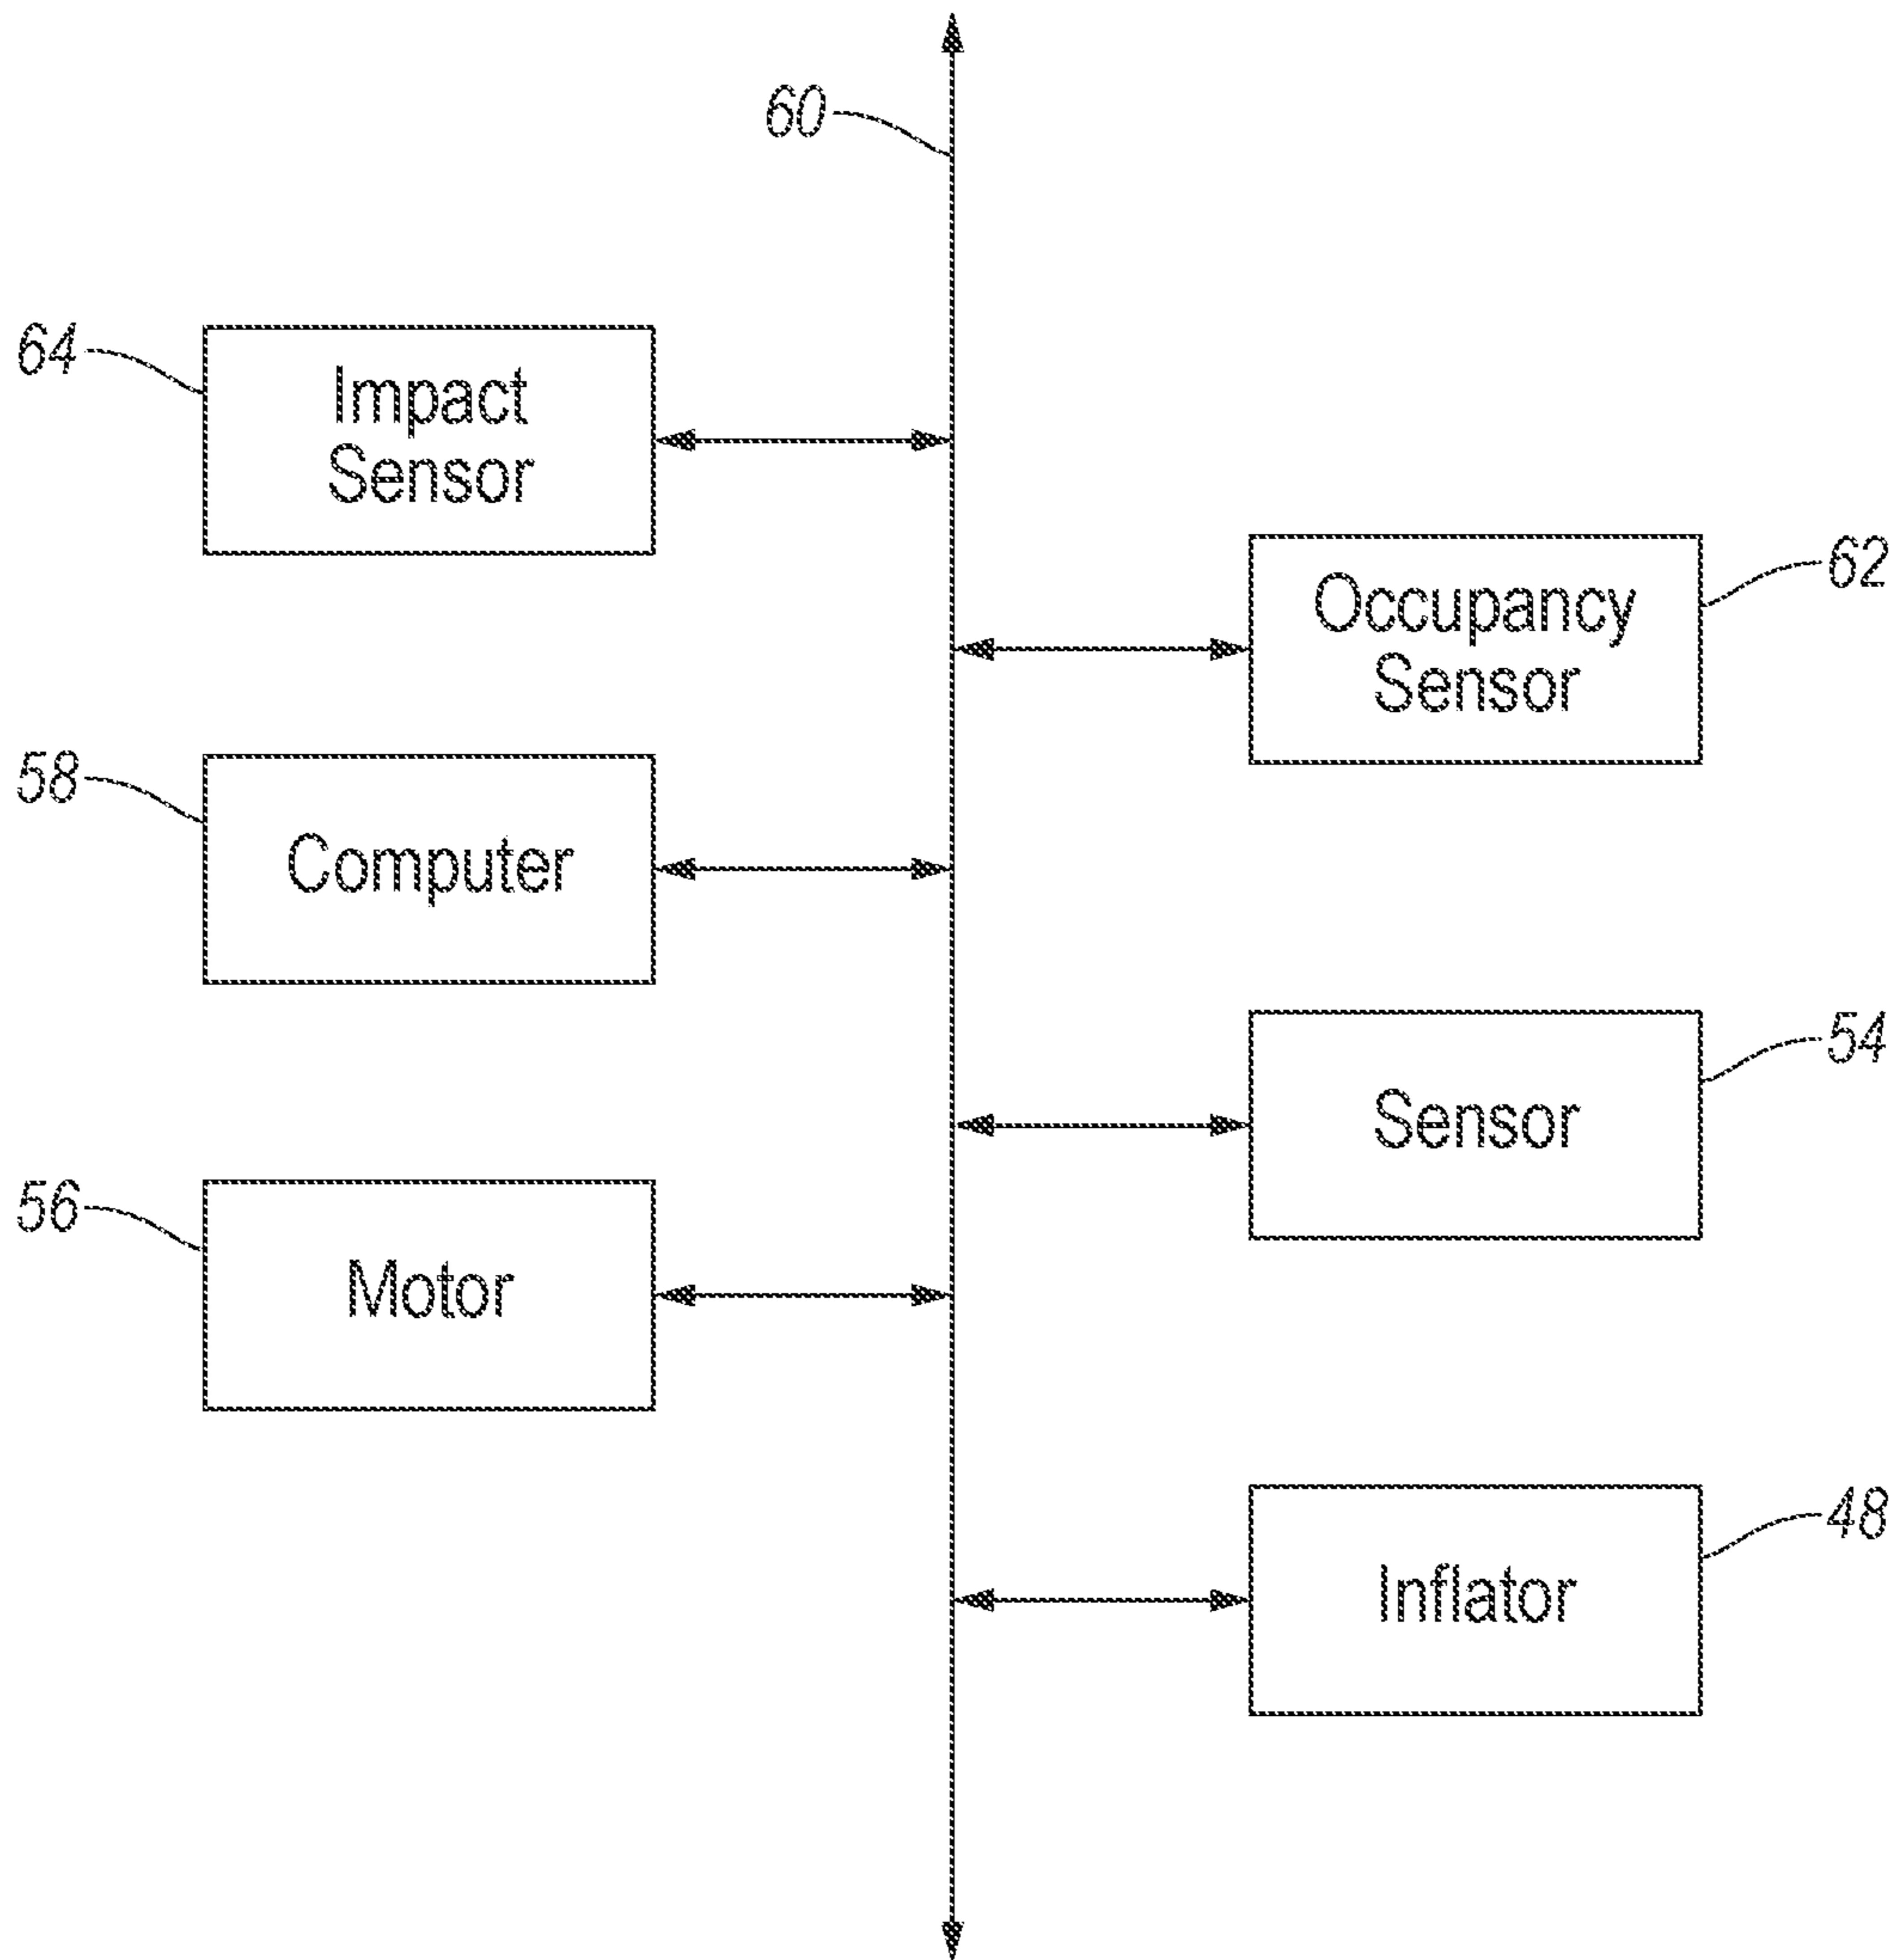 60
64
Impact
Sensor
62
Occupancy
Sensor
58
Computer
54
Sensor
56
Motor
48
Inflator